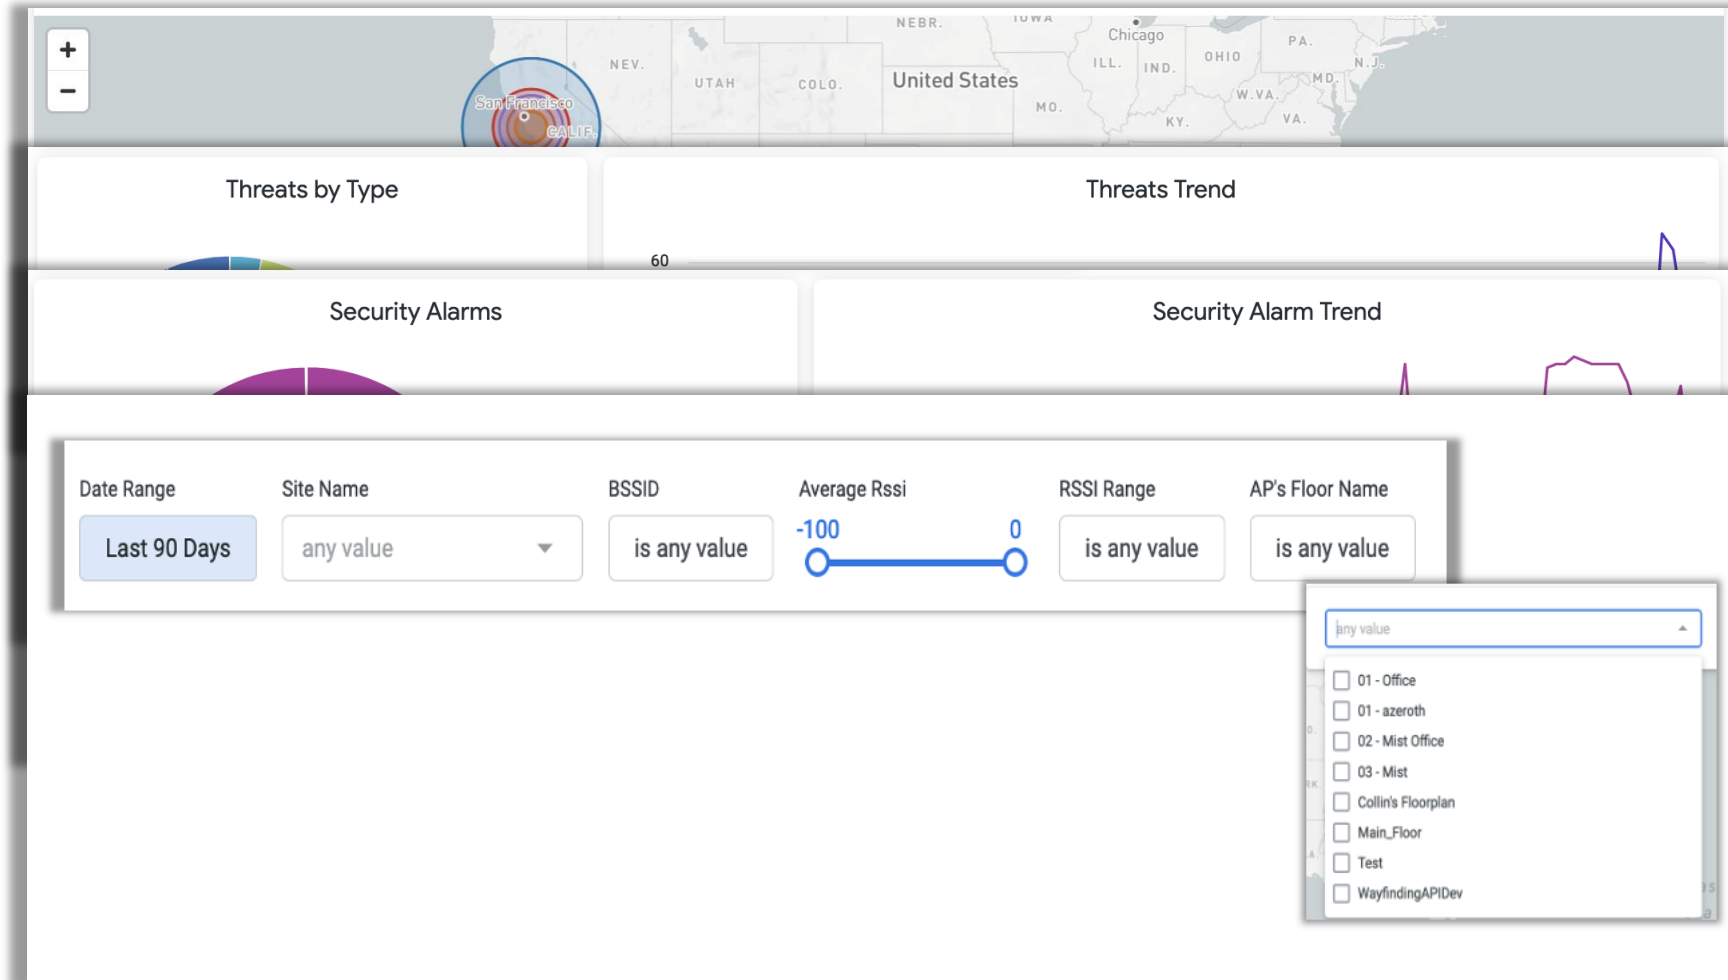 +
−
NEBR.
IOWA
Chicago
PA.
OHIO
NEV.
ILL.
IND.
N.J.
UTAH
COLO.
United States
MD.
San Francisco
MO.
W.VA.
CALIF.
KY.
VA.
Threats by Type
Threats Trend
60
Security Alarms
Security Alarm Trend
Date Range
Site Name
BSSID
Average Rssi
RSSI Range
AP's Floor Name
-100
0
Last 90 Days
any value
is any value
is any value
is any value
any value
01 - Office
01 - azeroth
02 - Mist Office
03 - Mist
Collin's Floorplan
Main_Floor
Test
WayfindingAPIDev